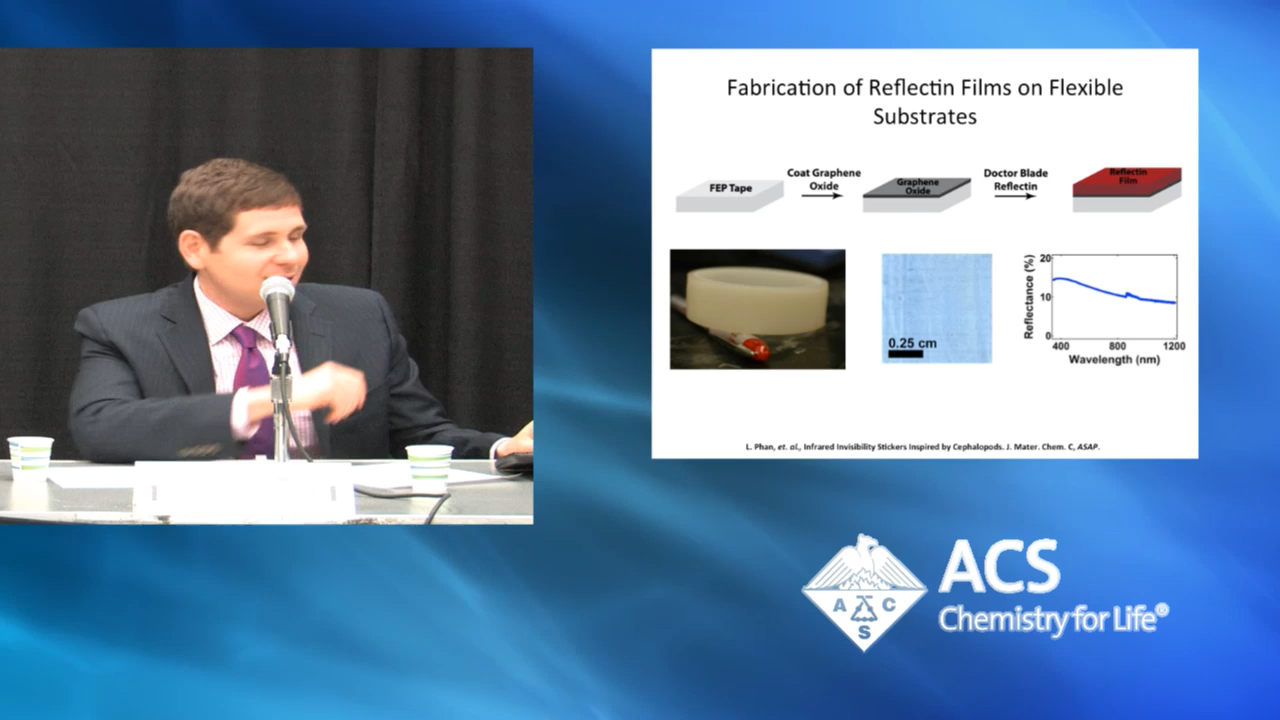 Fabrication of Reflectin Films on Flexible
Substrates
FEP Tape
Coat Graphene
Oxide
Graphene
Oxide
Doctor Blade
Reflectin
Reflectin
Film
0.25 cm
Reflectance (%)
20
10
0
400
800
1200
Wavelength (nm)
L. Phan, et. al., Infrared Invisibility Stickers Inspired by Cephalopods. J. Mater. Chem. C, ASAP.
A C
S
ACS
Chemistry for Life®